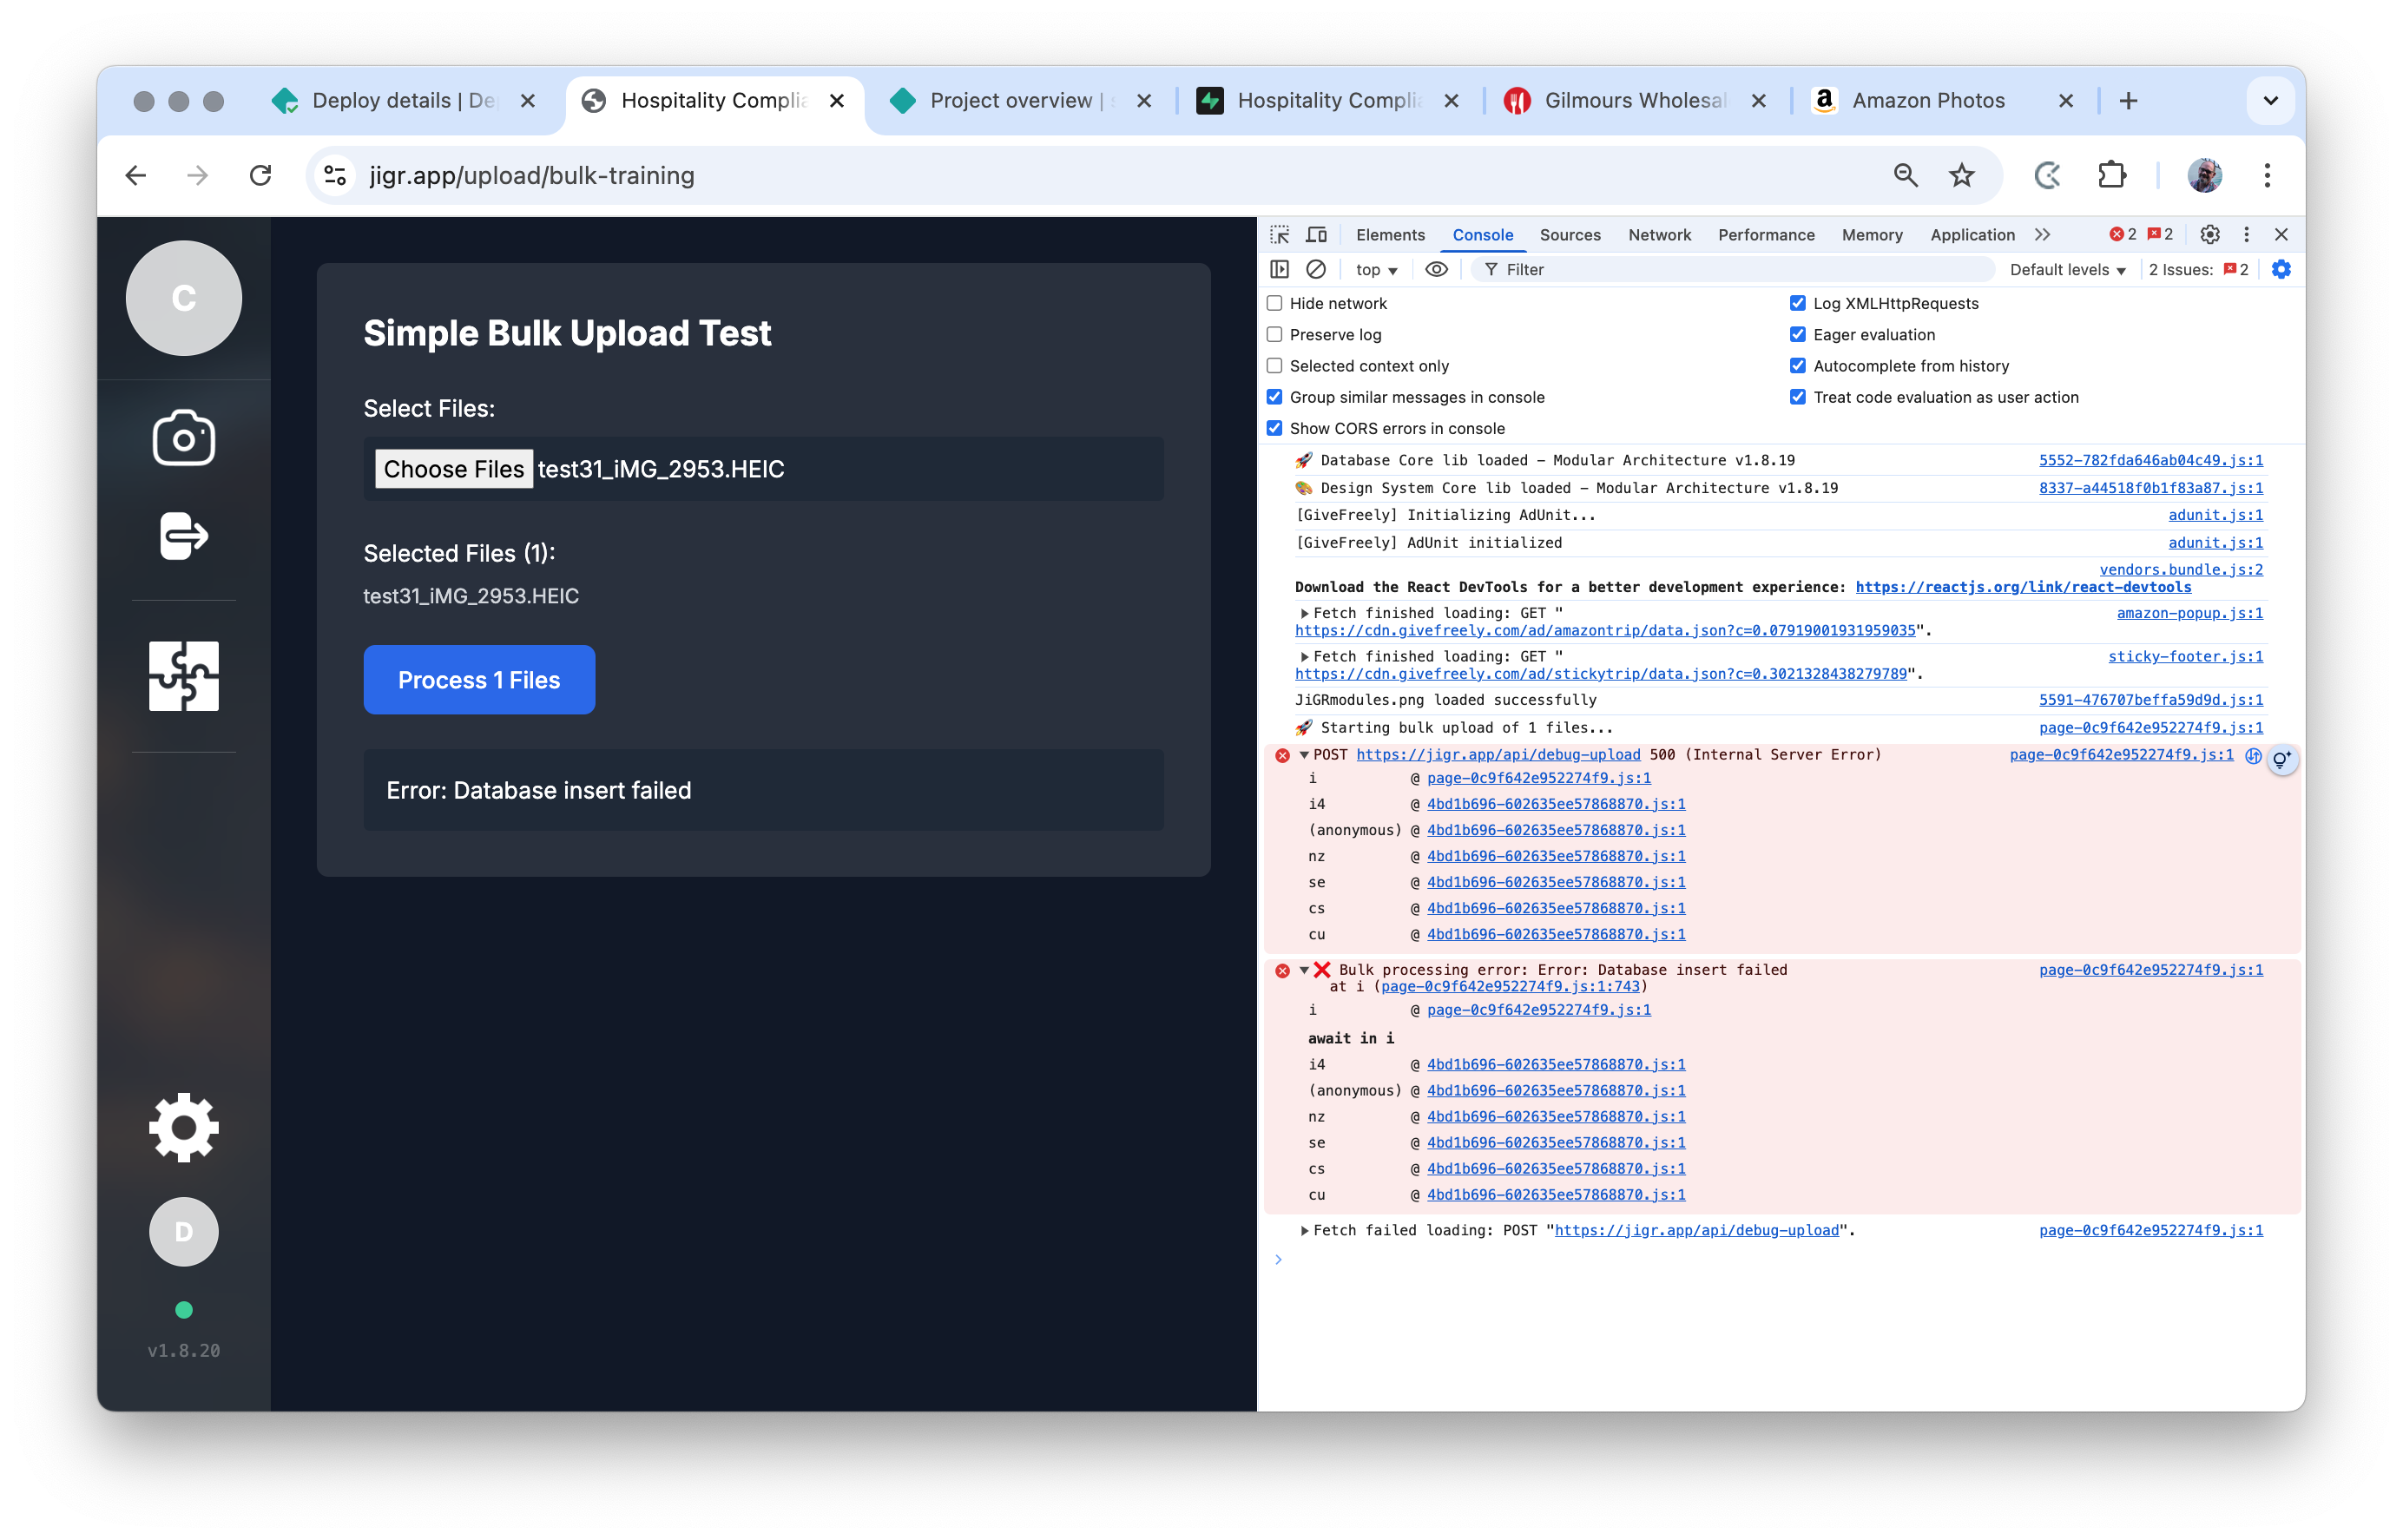 Deploy details | De
Hospitality Complia
Project overview | s
Hospitality Complia
Gilmours Wholesal
Amazon Photos
jigr.app/upload/bulk-training
C
Simple Bulk Upload Test
Select Files:
Choose Files test31_iMG_2953.HEIC
Selected Files (1):
test31_iMG_2953.HEIC
Process 1 Files
Error: Database insert failed
D
v1.8.20
Elements Console Sources Network Performance Memory Application 2 2
top Filter Default levels 2 Issues: 2
Hide network
Log XMLHttpRequests
Preserve log
Eager evaluation
Selected context only
Autocomplete from history
Group similar messages in console
Treat code evaluation as user action
Show CORS errors in console
🚀 Database Core lib loaded - Modular Architecture v1.8.19 5552-782fda646ab04c49.js:1
🎨 Design System Core lib loaded - Modular Architecture v1.8.19 8337-a44518f0b1f83a87.js:1
[GiveFreely] Initializing AdUnit... adunit.js:1
[GiveFreely] AdUnit initialized adunit.js:1
vendors.bundle.js:2
Download the React DevTools for a better development experience: https://reactjs.org/link/react-devtools
Fetch finished loading: GET " amazon-popup.js:1
https://cdn.givefreely.com/ad/amazontrip/data.json?c=0.07919001931959035".
Fetch finished loading: GET " sticky-footer.js:1
https://cdn.givefreely.com/ad/stickytrip/data.json?c=0.3021328438279789".
JiGRmodules.png loaded successfully 5591-476707beffa59d9d.js:1
🚀 Starting bulk upload of 1 files... page-0c9f642e952274f9.js:1
POST https://jigr.app/api/debug-upload 500 (Internal Server Error) page-0c9f642e952274f9.js:1
i @ page-0c9f642e952274f9.js:1
i4 @ 4bd1b696-602635ee57868870.js:1
(anonymous) @ 4bd1b696-602635ee57868870.js:1
nz @ 4bd1b696-602635ee57868870.js:1
se @ 4bd1b696-602635ee57868870.js:1
cs @ 4bd1b696-602635ee57868870.js:1
cu @ 4bd1b696-602635ee57868870.js:1
❌ Bulk processing error: Error: Database insert failed page-0c9f642e952274f9.js:1
at i (page-0c9f642e952274f9.js:1:743)
i @ page-0c9f642e952274f9.js:1
await in i
i4 @ 4bd1b696-602635ee57868870.js:1
(anonymous) @ 4bd1b696-602635ee57868870.js:1
nz @ 4bd1b696-602635ee57868870.js:1
se @ 4bd1b696-602635ee57868870.js:1
cs @ 4bd1b696-602635ee57868870.js:1
cu @ 4bd1b696-602635ee57868870.js:1
Fetch failed loading: POST "https://jigr.app/api/debug-upload". page-0c9f642e952274f9.js:1